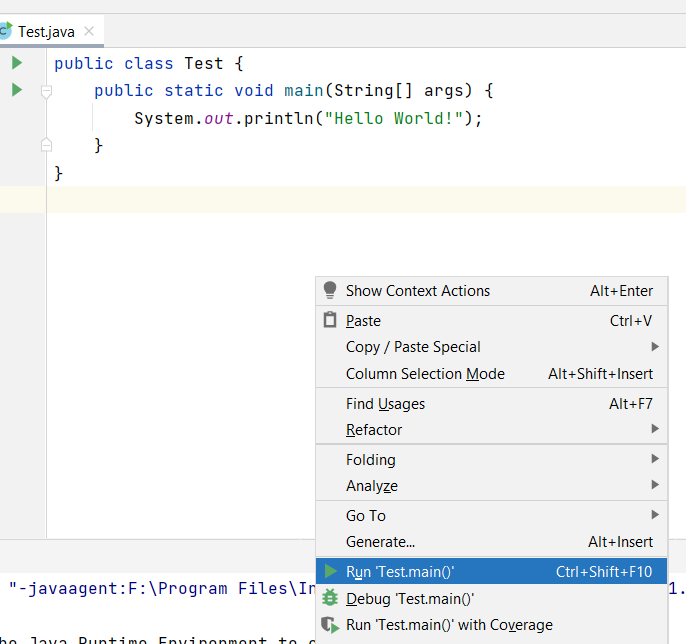 Test.java
public class Test {
public static void main(String[] args) {
System.out.println("Hello World!");
}
}
Show Context Actions Alt+Enter
Paste Ctrl+V
Copy / Paste Special
Column Selection Mode Alt+Shift+Insert
Find Usages Alt+F7
Refactor
Folding
Analyze
Go To
Generate... Alt+Insert
Run 'Test.main()' Ctrl+Shift+F10
"-javaagent:F:\Program Files\In 1.
Debug 'Test.main()'
Run 'Test.main()' with Coverage
he Java Runtime Environment to